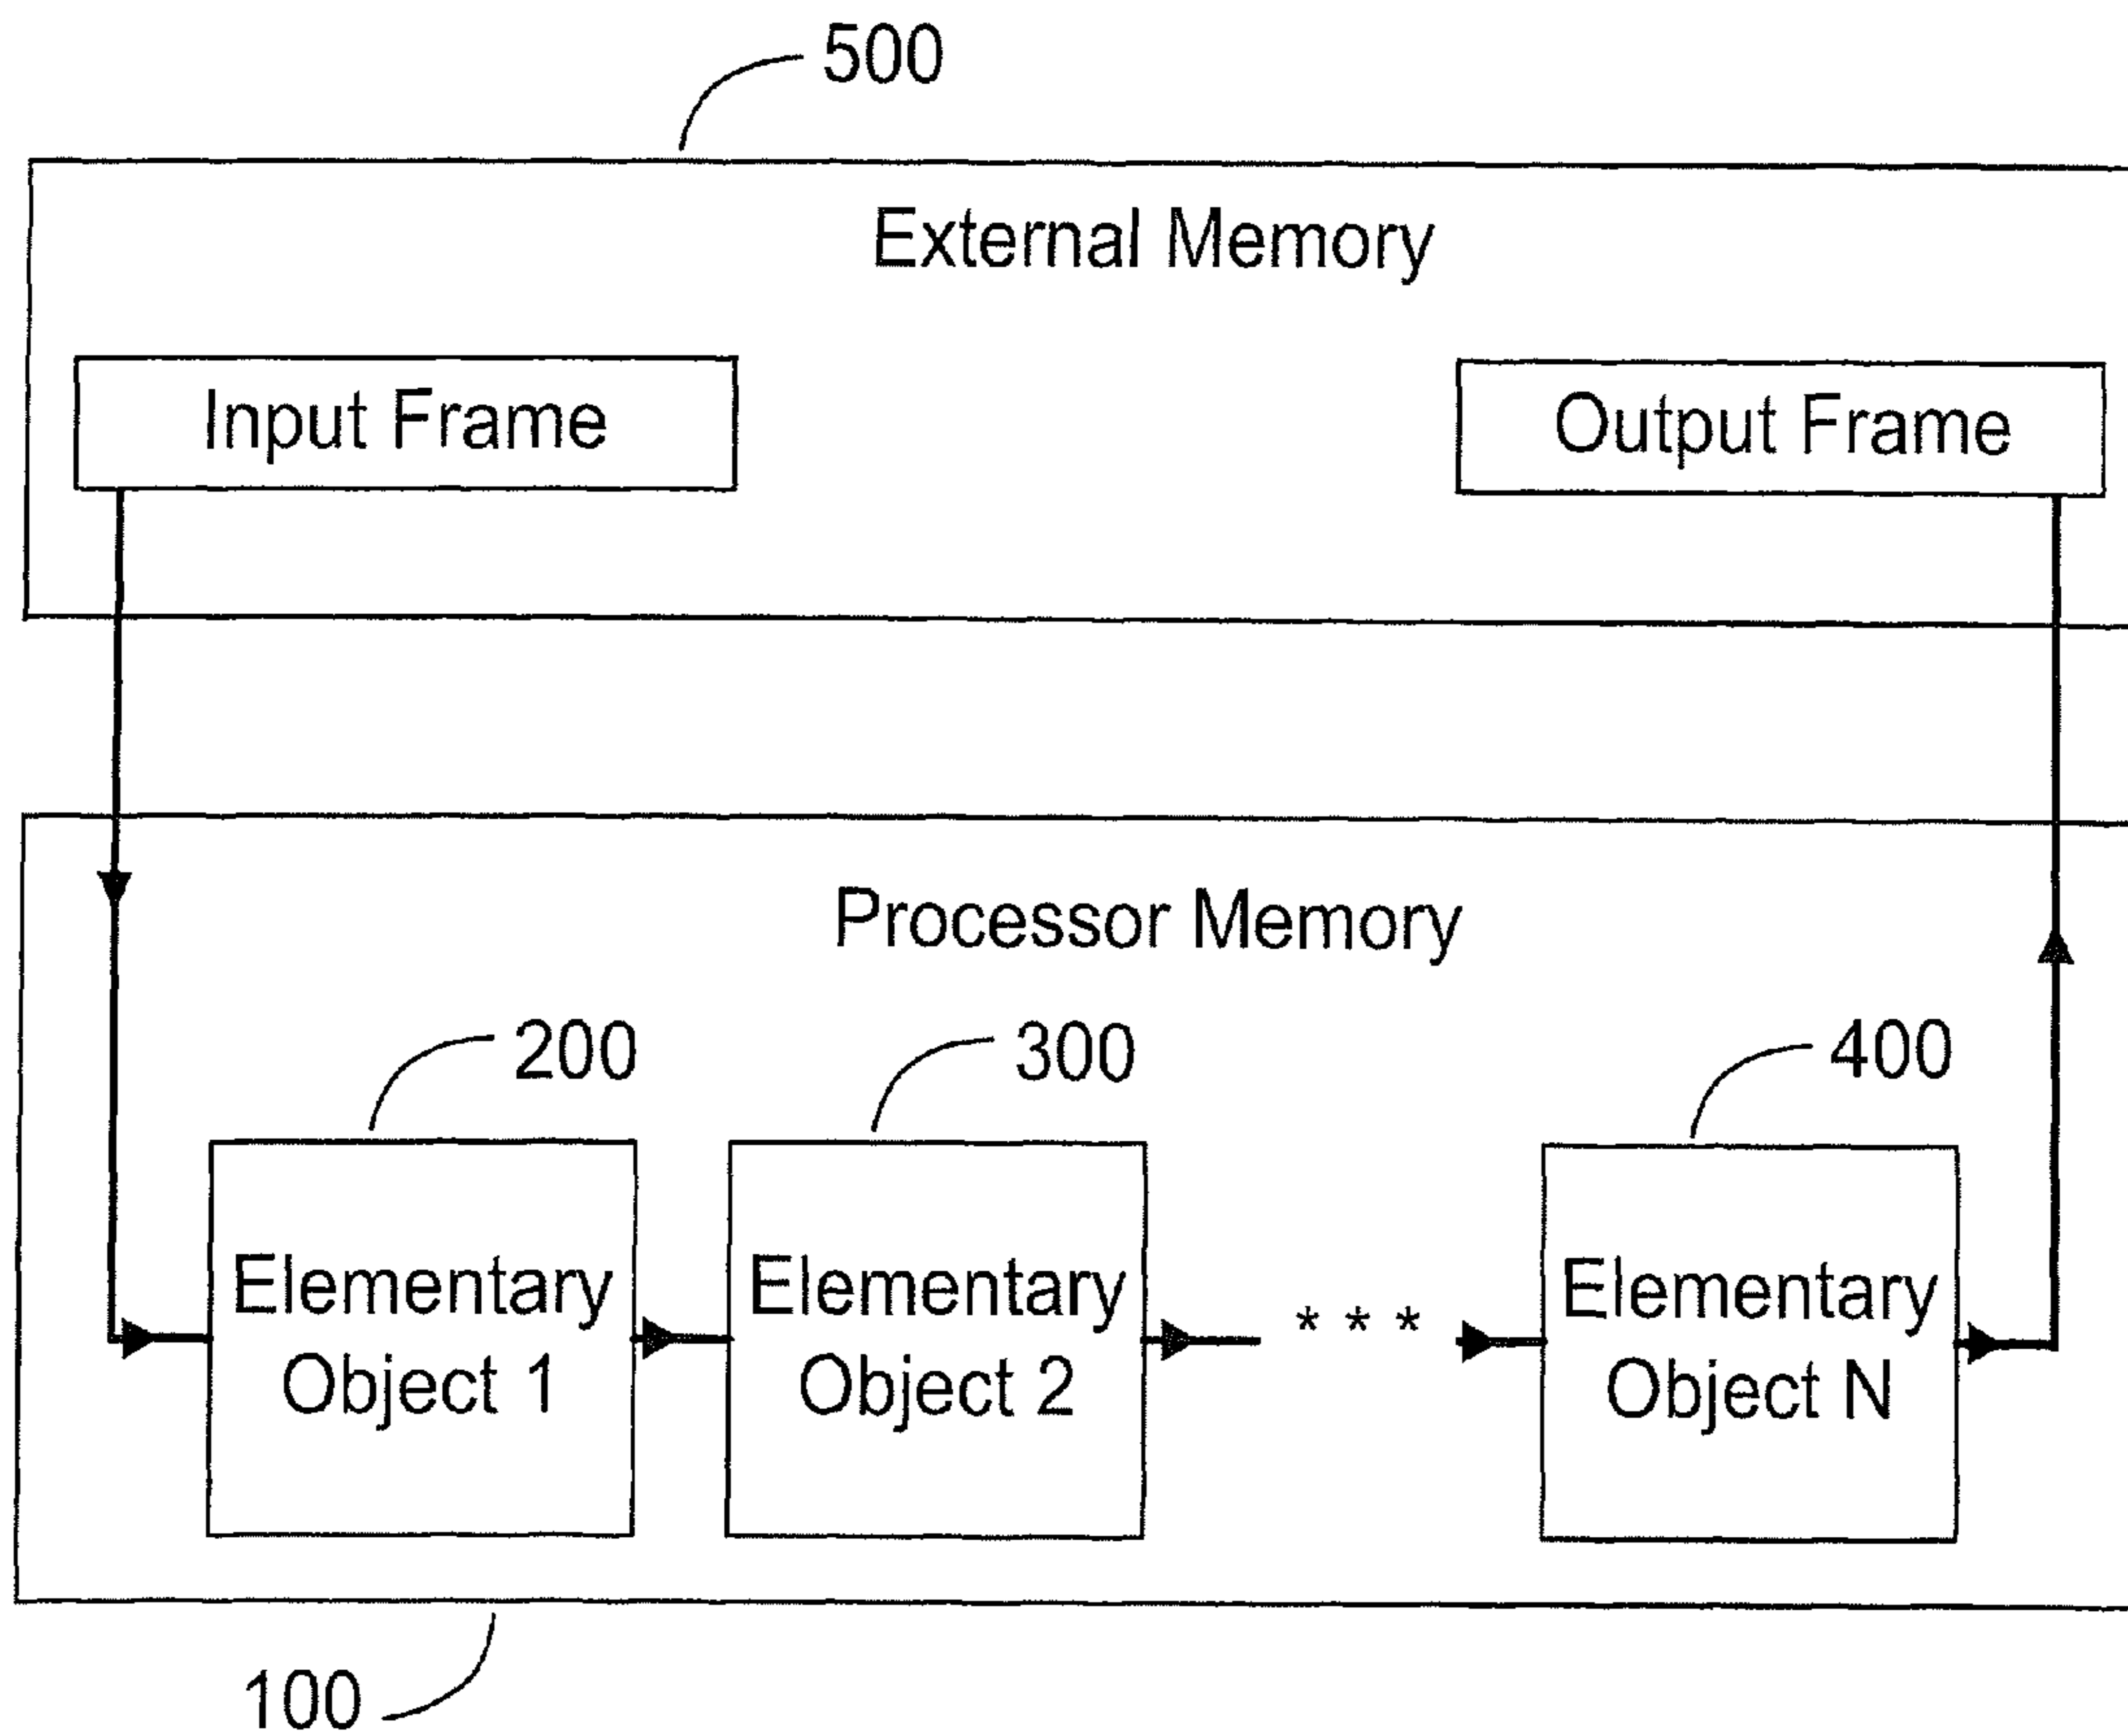 500
External Memory
Input Frame
Output Frame
Processor Memory
200
300
400
Elementary
Object 1
Elementary
Object 2
* * *
Elementary
Object N
100